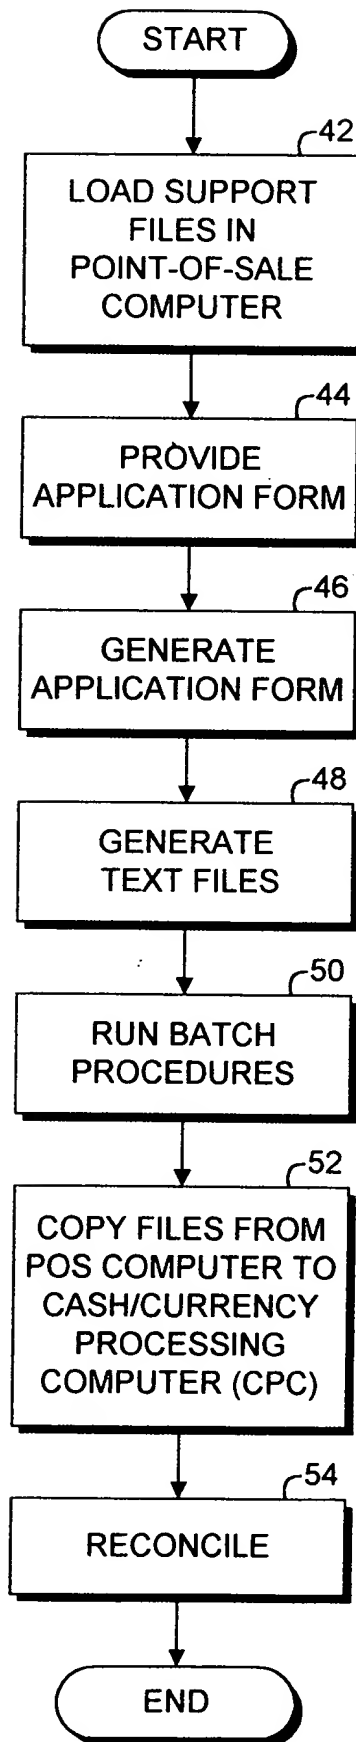 START
42
LOAD SUPPORT
FILES IN
POINT-OF-SALE
COMPUTER
44
PROVIDE
APPLICATION FORM
46
GENERATE
APPLICATION FORM
48
GENERATE
TEXT FILES
50
RUN BATCH
PROCEDURES
52
COPY FILES FROM
POS COMPUTER TO
CASH/CURRENCY
PROCESSING
COMPUTER (CPC)
54
RECONCILE
END